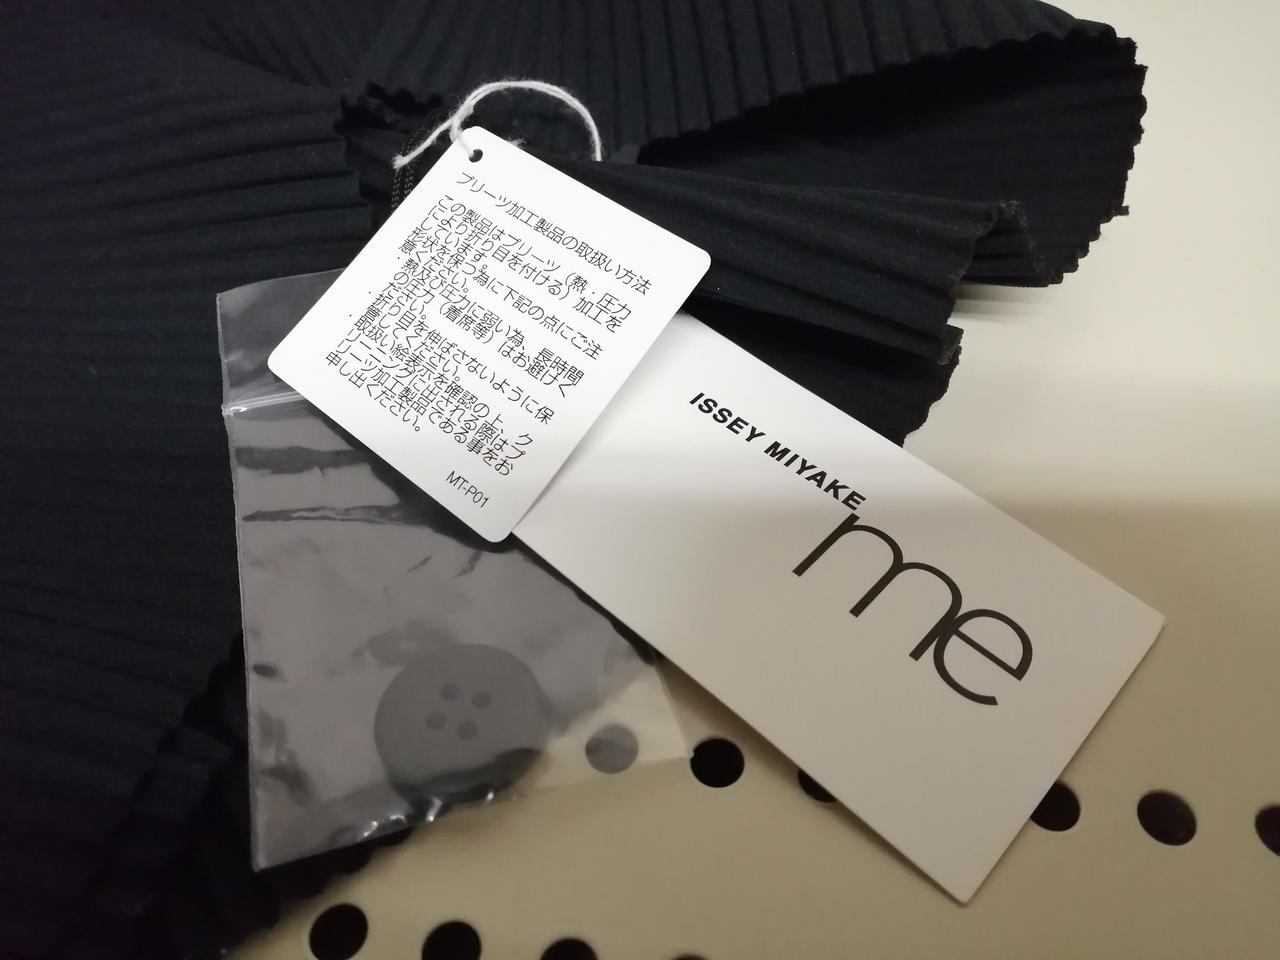 プリーツ加工製品の取扱い方法
この製品はプリーツ（熱・圧力
により折り目を付ける）加工を
しています。
形状を保つ為に下記の点にご注
意ください。
・熱及び圧力に弱い為、長時間
の圧力（着席等）はお避けく
ださい。
・折り目を伸ばさないように保
管してください。
・取扱い絵表示を確認の上、ク
リーニングに出される際はプ
リーツ加工製品である事をお
申し出ください。
MT-P01
ISSEY MIYAKE
me